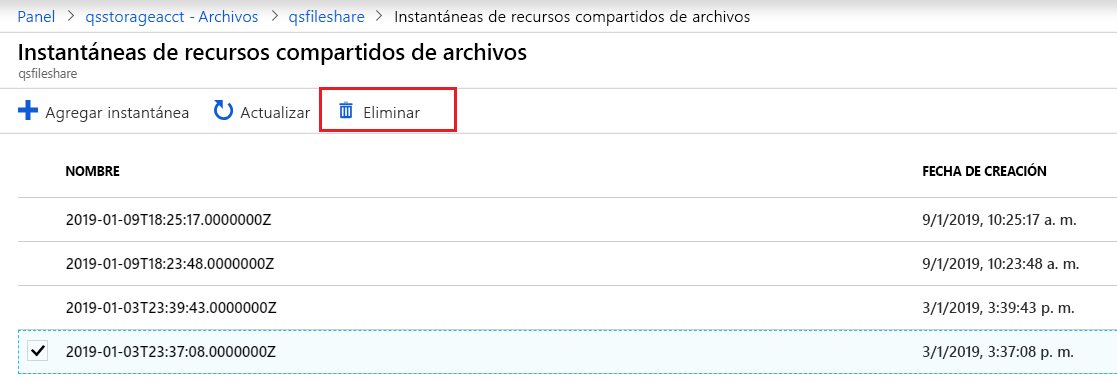 Panel > qsstorageacct - Archivos > qsfileshare > Instantáneas de recursos compartidos de archivos
Instantáneas de recursos compartidos de archivos
qsfileshare
Agregar instantánea Actualizar Eliminar
NOMBRE FECHA DE CREACIÓN
2019-01-09T18:25:17.0000000Z 9/1/2019, 10:25:17 a. m.
2019-01-09T18:23:48.0000000Z 9/1/2019, 10:23:48 a. m.
2019-01-03T23:39:43.0000000Z 3/1/2019, 3:39:43 p. m.
2019-01-03T23:37:08.0000000Z 3/1/2019, 3:37:08 p. m.